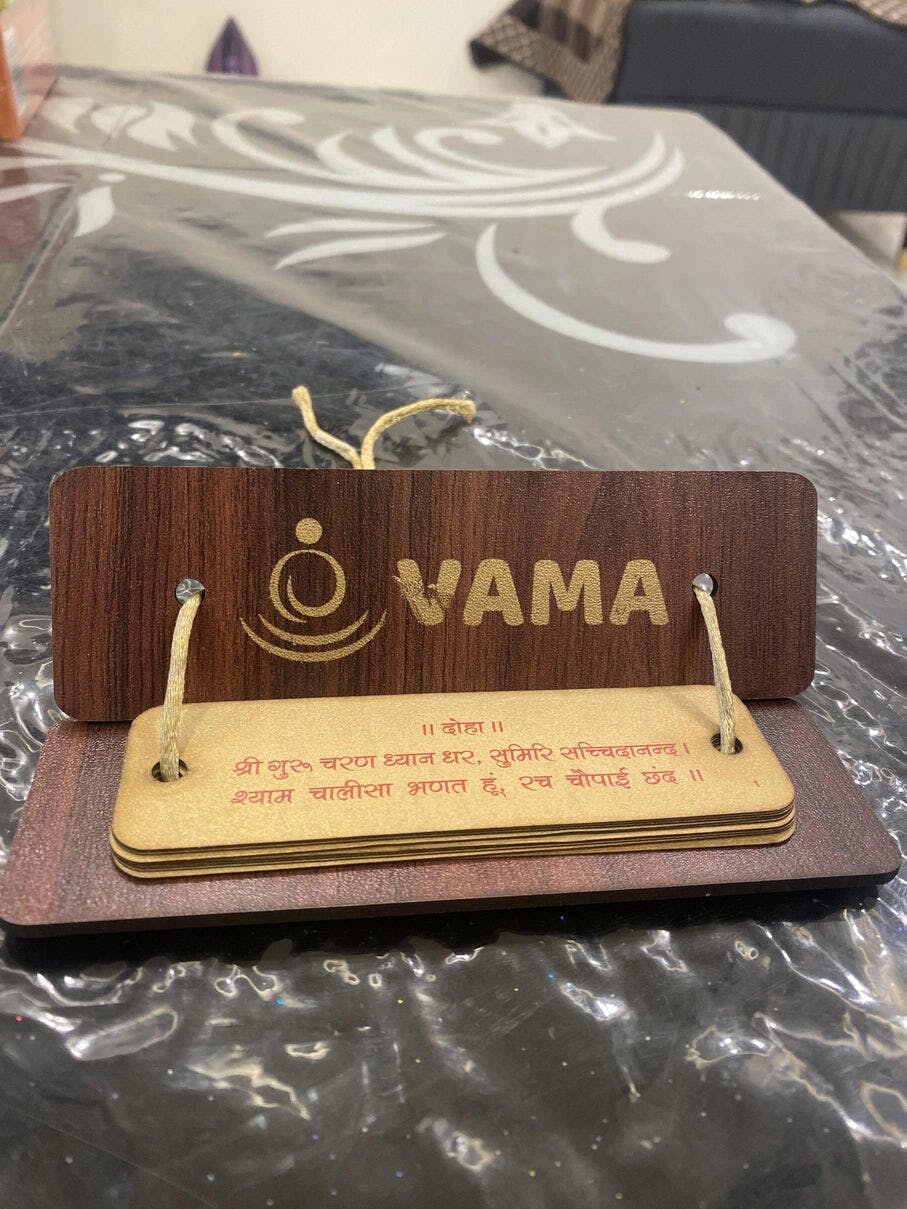 VAMA
॥ दोहा ॥
श्री गुरू चरण ध्यान धर, सुमिरि सच्चिदानन्द।
श्याम चालीसा भणत हूं, रच चौपाई छंद ॥